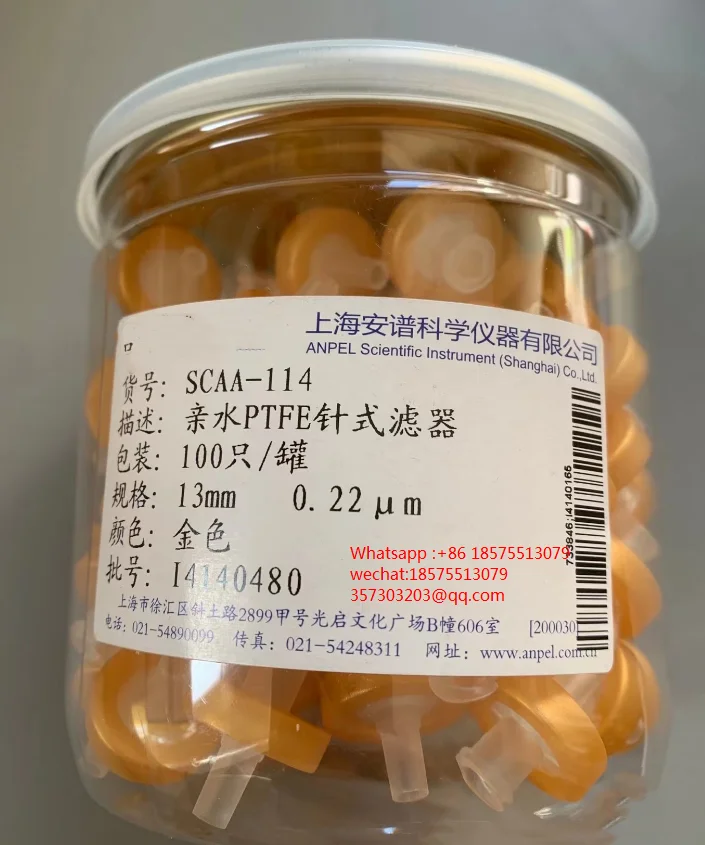 上海安谱科学仪器有限公司
ANPEL Scientific Instrument (Shanghai) Co.,Ltd.
货号: SCAA-114
描述: 亲水PTFE针式滤器
包装: 100只/罐
规格: 13mm 0.22μm
颜色: 金色
批号: I4140480
733846:I4140166
Whatsapp :+86 18575513079
wechat:18575513079
357303203@qq.com
上海市徐汇区斜土路2899甲号光启文化广场B幢606室 [200030]
电话: 021-54890099 传真: 021-54248311 网址: www.anpel.com.cn